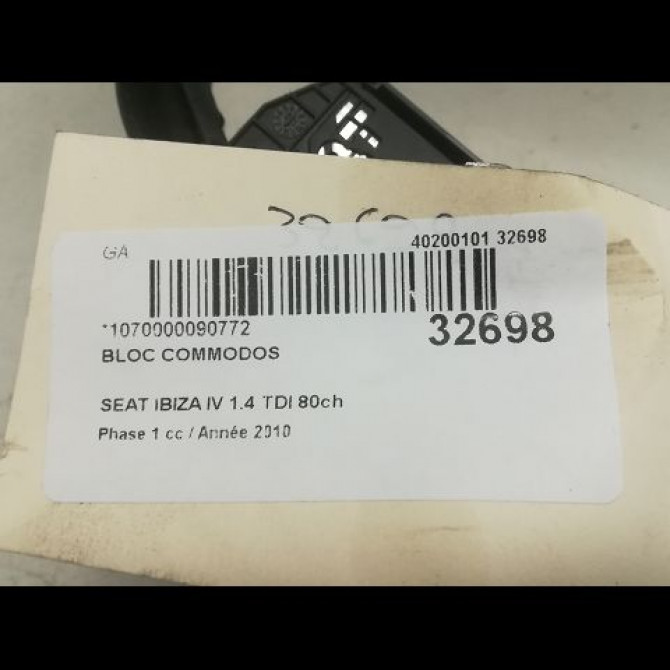 GA
40200101 32698
*1070000090772
32698
BLOC COMMODOS
SEAT IBIZA IV 1.4 TDI 80ch
Phase 1 cc / Année 2010